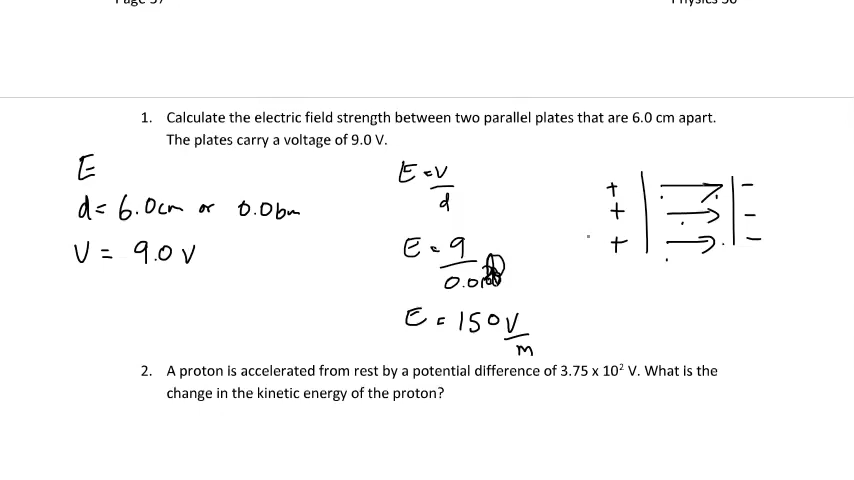 1. Calculate the electric field strength between two parallel plates that are 6.0 cm apart.
The plates carry a voltage of 9.0 V.
E
d = 6.0cm or 0.06m
V = 9.0 V
E = V
d
E = 9
E = 150 V
m
+ -
+ -
+ -
2. A proton is accelerated from rest by a potential difference of 3.75 x 10² V. What is the
change in the kinetic energy of the proton?